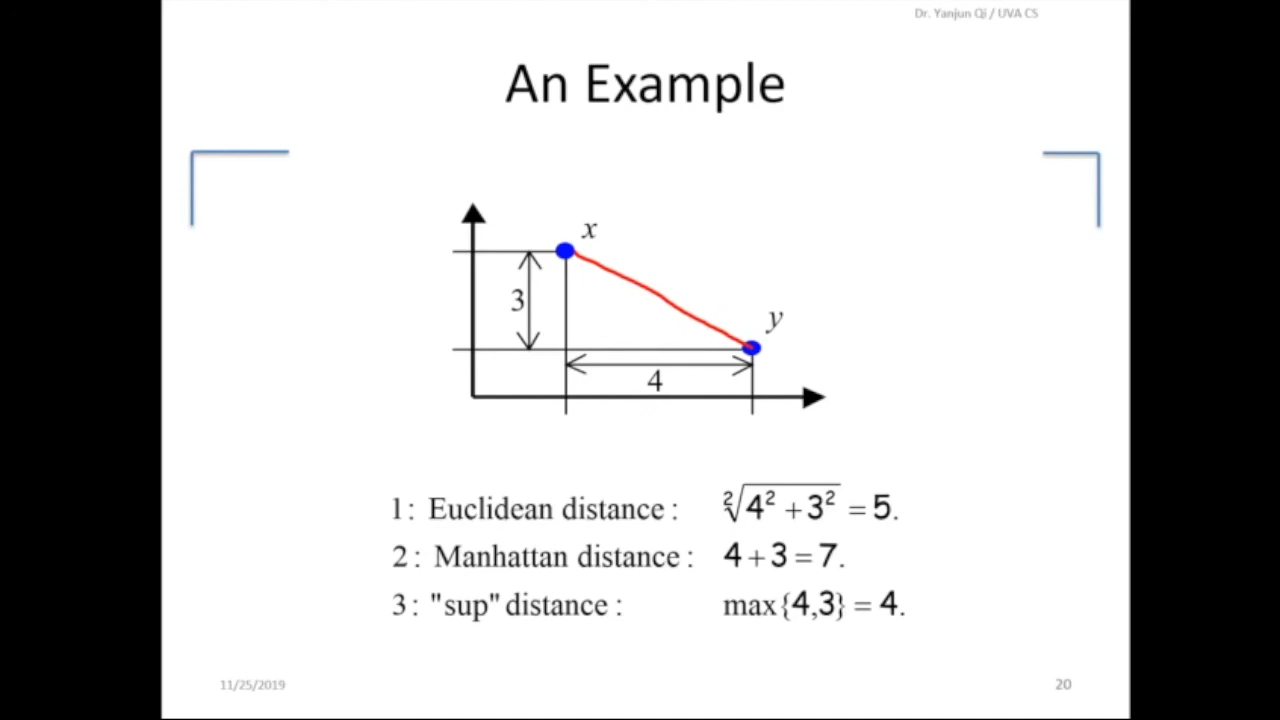 Dr. Yanjun Qi / UVA CS
An Example
x
3
y
4
1: Euclidean distance: ²√4² + 3² = 5.
2: Manhattan distance: 4 + 3 = 7.
3: "sup" distance: max{4,3} = 4.
11/25/2019
20